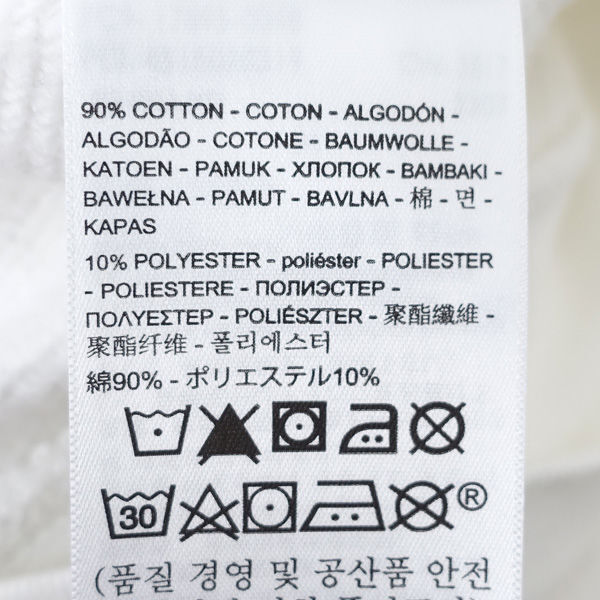 90% COTTON - COTON - ALGODÓN -
ALGODÃO - COTONE - BAUMWOLLE -
KATOEN - PAMUK - ХЛОПОК - BAMBAKI -
BAWEŁNA - PAMUT - BAVLNA - 棉 - 면 -
KAPAS
10% POLYESTER - poliéster - POLIESTER
- POLIESTERE - ПОЛИЭСТЕР -
ΠΟΛΥΕΣΤΕΡ - POLIÉSZTER - 聚酯纖維 -
聚酯纤维 - 폴리에스터
綿90% - ポリエステル10%
30 ®
(품질 경영 및 공산품 안전